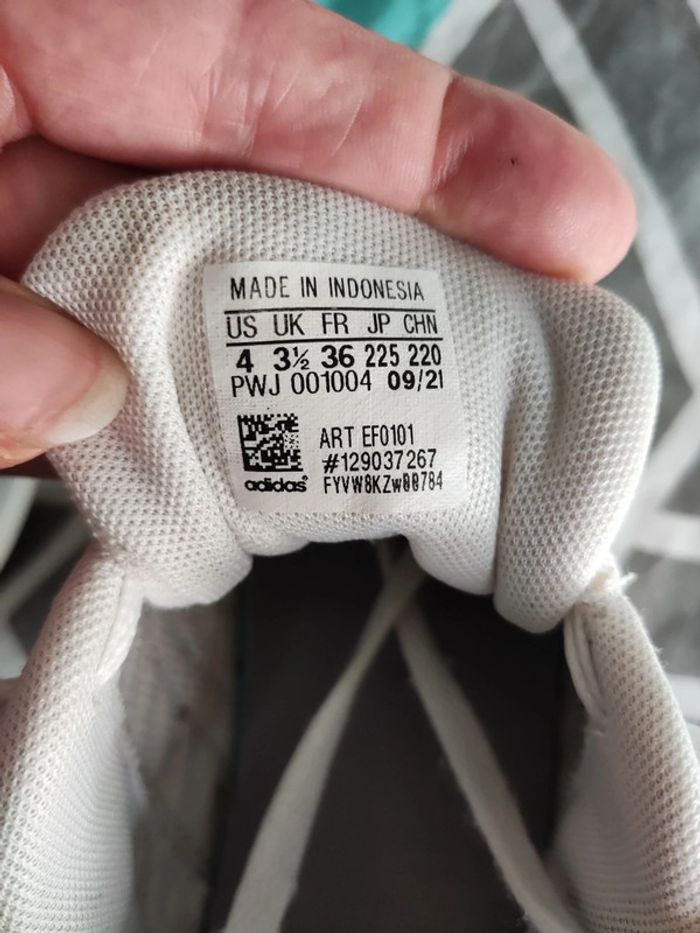 MADE IN INDONESIA
US UK FR JP CHN
4 3½ 36 225 220
PWJ 001004 09/21
ART EF0101
#129037267
adidas®